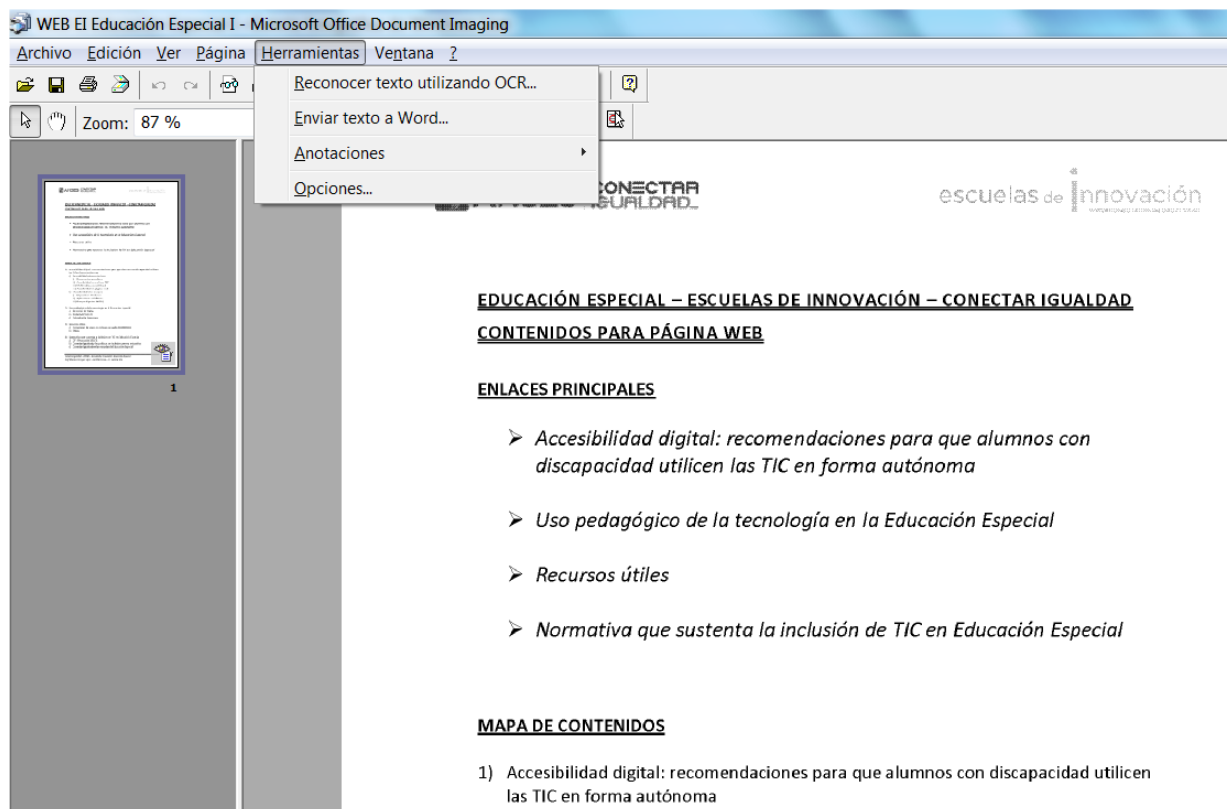 WEB EI Educación Especial I - Microsoft Office Document Imaging
Archivo Edición Ver Página Herramientas Ventana ?
Reconocer texto utilizando OCR...
Zoom: 87 %
Enviar texto a Word...
Anotaciones
Opciones...
CONECTAR
IGUALDAD_
escuelas de innovación
EDUCACIÓN ESPECIAL – ESCUELAS DE INNOVACIÓN – CONECTAR IGUALDAD
CONTENIDOS PARA PÁGINA WEB
ENLACES PRINCIPALES
➢ Accesibilidad digital: recomendaciones para que alumnos con
discapacidad utilicen las TIC en forma autónoma
➢ Uso pedagógico de la tecnología en la Educación Especial
➢ Recursos útiles
➢ Normativa que sustenta la inclusión de TIC en Educación Especial
1
MAPA DE CONTENIDOS
1) Accesibilidad digital: recomendaciones para que alumnos con discapacidad utilicen
las TIC en forma autónoma